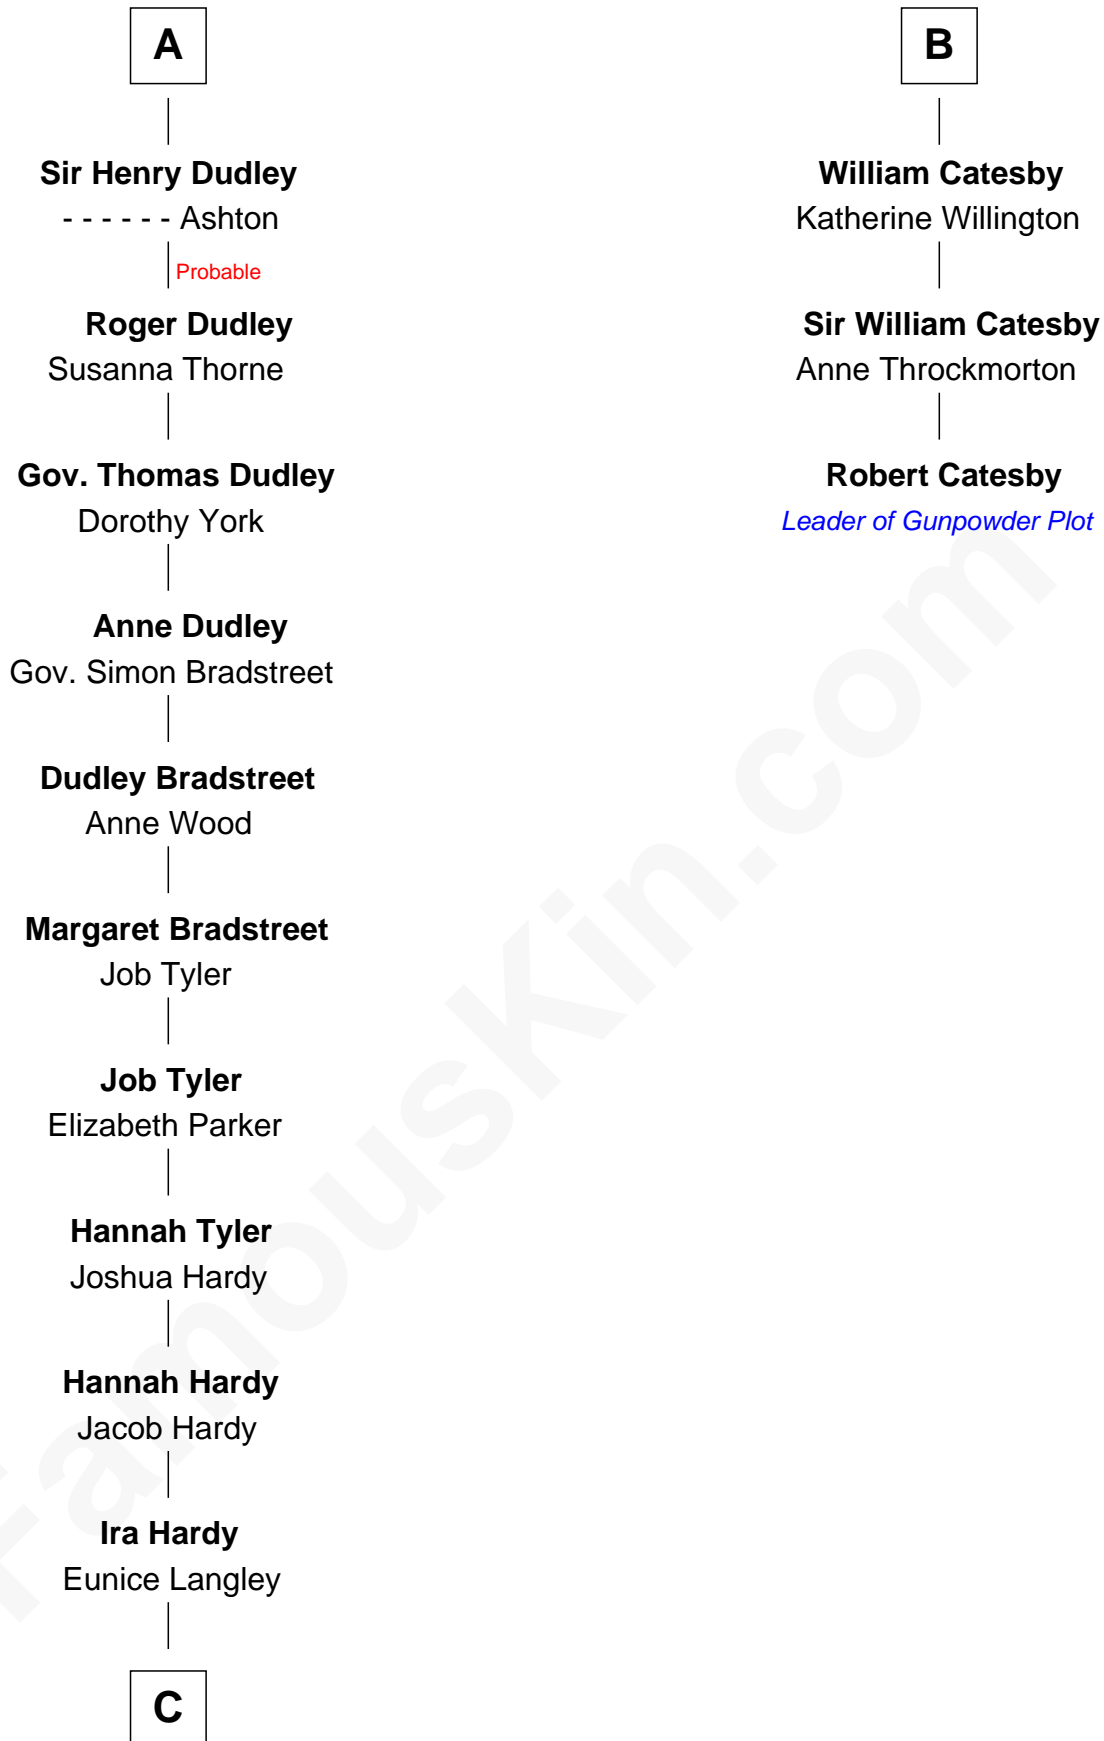 A
Sir Henry Dudley
- - - - - - Ashton
Probable
Roger Dudley
Susanna Thorne
Gov. Thomas Dudley
Dorothy York
Anne Dudley
Gov. Simon Bradstreet
Dudley Bradstreet
Anne Wood
Margaret Bradstreet
Job Tyler
Job Tyler
Elizabeth Parker
Hannah Tyler
Joshua Hardy
Hannah Hardy
Jacob Hardy
Ira Hardy
Eunice Langley
C
B
William Catesby
Katherine Willington
Sir William Catesby
Anne Throckmorton
Robert Catesby
Leader of Gunpowder Plot
FamousKin.com